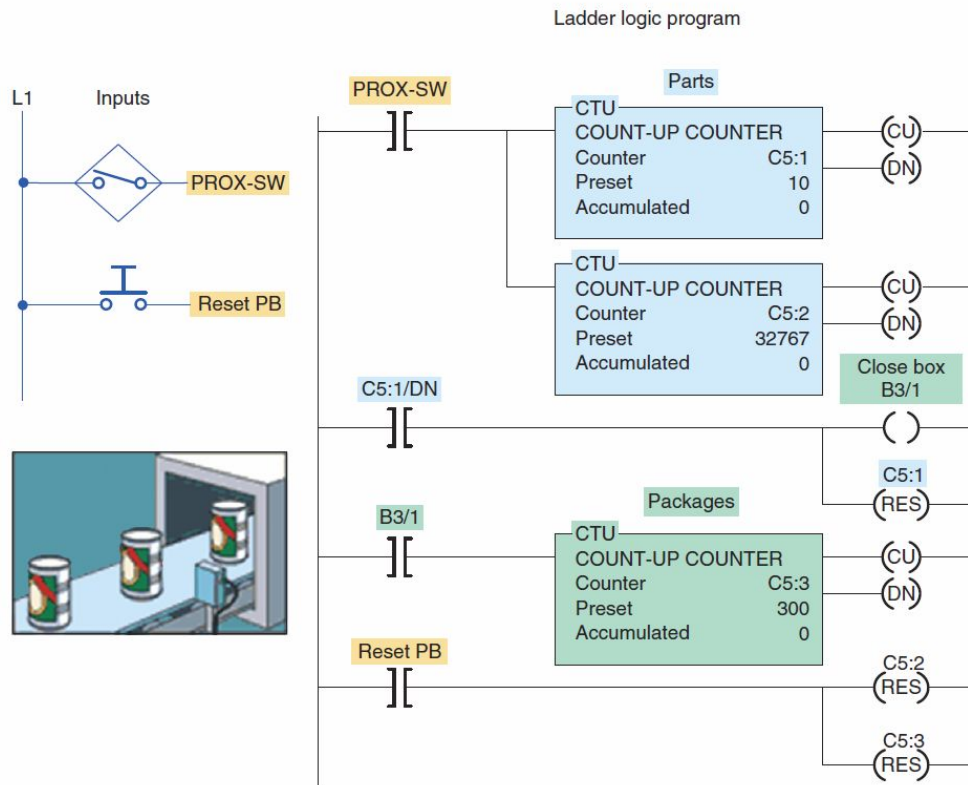 Ladder logic program
L1
Inputs
PROX-SW
Reset PB
PROX-SW
Parts
CTU
COUNT-UP COUNTER
Counter C5:1
Preset 10
Accumulated 0
CU
DN
CTU
COUNT-UP COUNTER
Counter C5:2
Preset 32767
Accumulated 0
CU
DN
C5:1/DN
Close box
B3/1
C5:1
RES
B3/1
Packages
CTU
COUNT-UP COUNTER
Counter C5:3
Preset 300
Accumulated 0
CU
DN
Reset PB
C5:2
RES
C5:3
RES